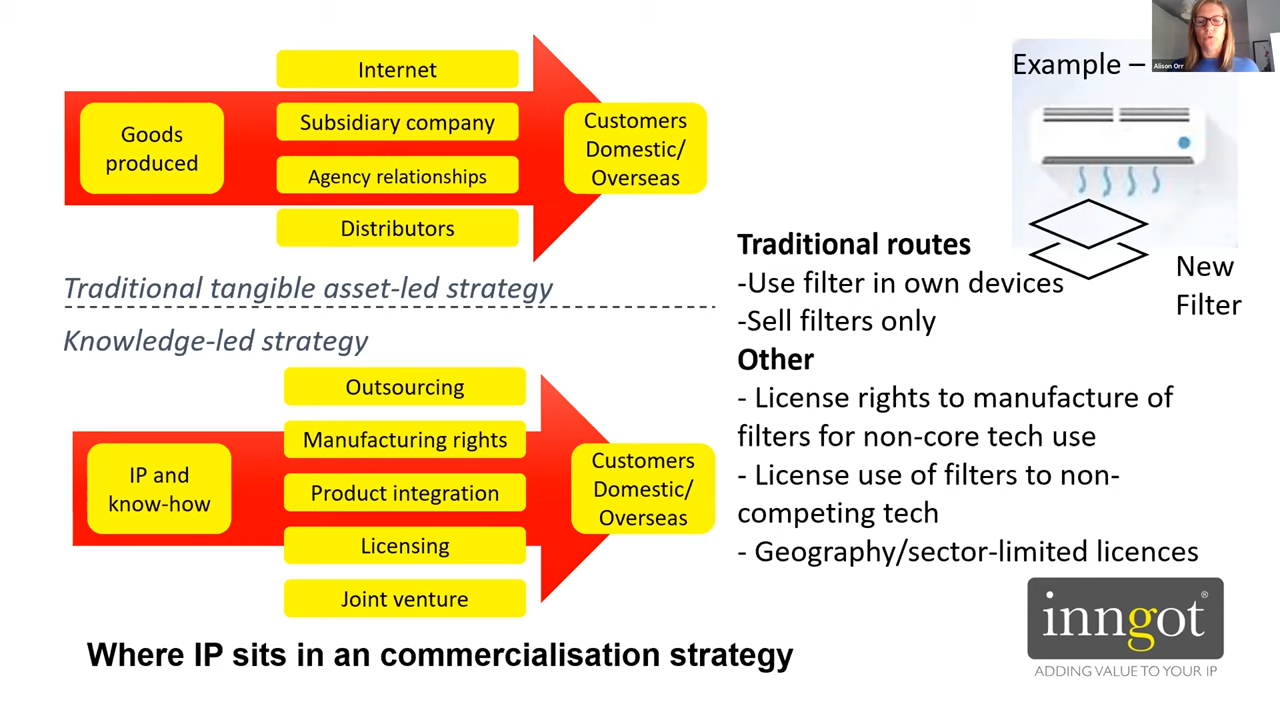 Internet
Goods
produced
Subsidiary company
Agency relationships
Distributors
Customers
Domestic/
Overseas
Traditional tangible asset-led strategy
Knowledge-led strategy
Outsourcing
IP and
know-how
Manufacturing rights
Product integration
Licensing
Joint venture
Customers
Domestic/
Overseas
Where IP sits in an commercialisation strategy
Example –
Alison Orr
New
Filter
Traditional routes
-Use filter in own devices
-Sell filters only
Other
- License rights to manufacture of
filters for non-core tech use
- License use of filters to non-
competing tech
- Geography/sector-limited licences
inngot®
ADDING VALUE TO YOUR IP